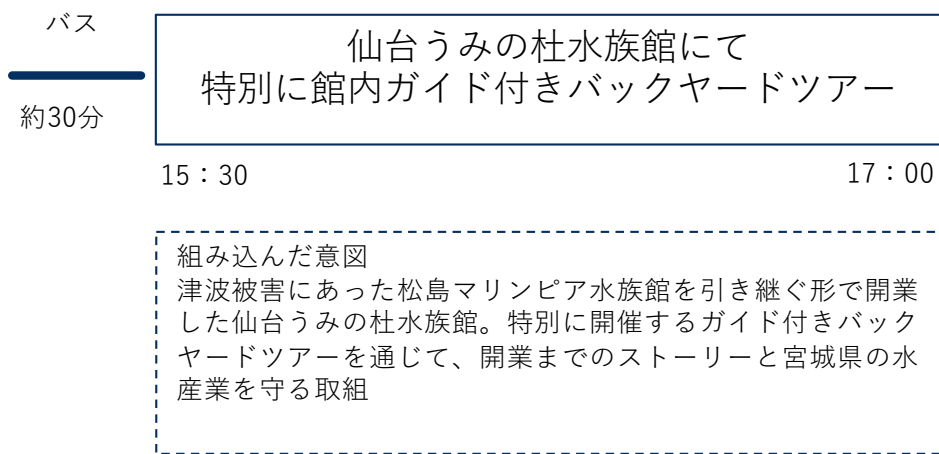 バス
約30分
仙台うみの杜水族館にて
特別に館内ガイド付きバックヤードツアー
15：30
17：00
組み込んだ意図
津波被害にあった松島マリンピア水族館を引き継ぐ形で開業
した仙台うみの杜水族館。特別に開催するガイド付きバック
ヤードツアーを通じて、開業までのストーリーと宮城県の水
産業を守る取組